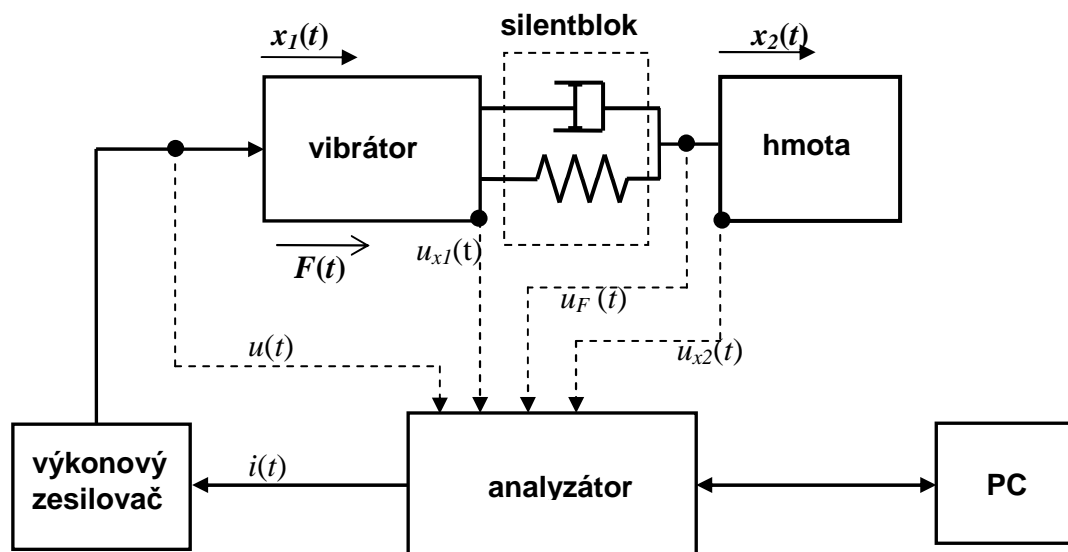 silentblok
x1(t)
x2(t)
vibrátor
hmota
F(t)
ux1(t)
uF (t)
u(t)
ux2(t)
výkonový
zesilovač
i(t)
analyzátor
PC